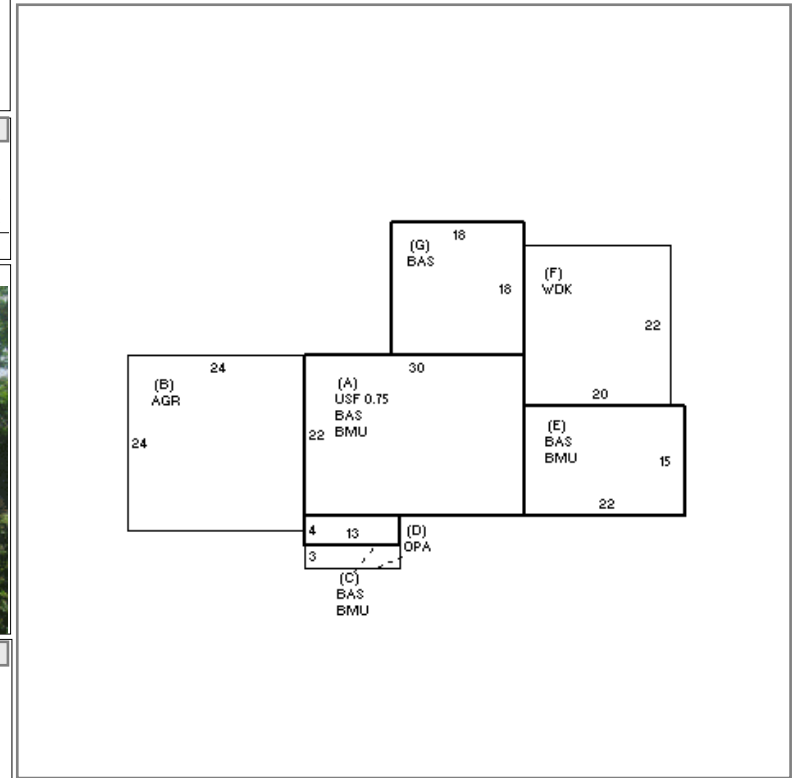 18
(G)
BAS
18
(F)
WDK
22
20
24
(B)
AGR
24
30
(A)
USF 0.75
BAS
BMU
22
(E)
BAS
BMU
15
22
4
13
(D)
OPA
3
(C)
BAS
BMU